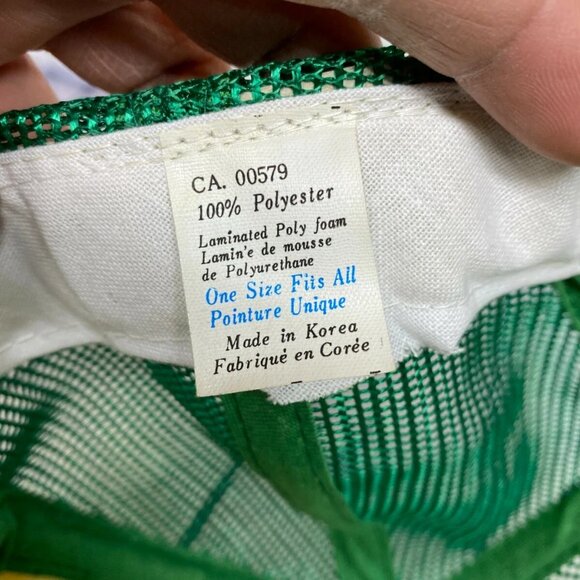 CA. 00579
100% Polyester
Laminated Poly foam
Lamin'e de mousse
de Polyurethane
One Size Fits All
Pointure Unique
Made in Korea
Fabriqué en Corée